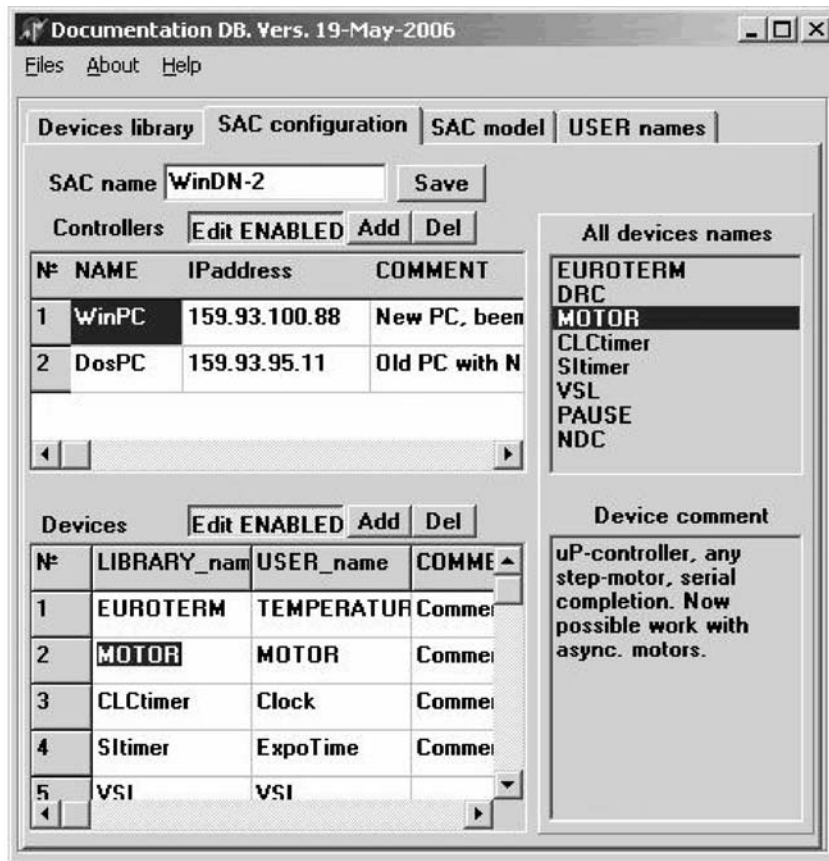 Documentation DB. Vers. 19-May-2006
Files About Help
Devices library SAC configuration SAC model USER names
SAC name WinDN-2 Save
Controllers Edit ENABLED Add Del
№ NAME IPaddress COMMENT
1 WinPC 159.93.100.88 New PC, been
2 DosPC 159.93.95.11 Old PC with N
Devices Edit ENABLED Add Del
№ LIBRARY_nam USER_name COMME
1 EUROTERM TEMPERATUR Comme
2 MOTOR MOTOR Comme
3 CLCtimer Clock Comme
4 SItimer ExpoTime Comme
5 VSL VSL
All devices names
EUROTERM
DRC
MOTOR
CLCtimer
SItimer
VSL
PAUSE
NDC
Device comment
uP-controller, any
step-motor, serial
completion. Now
possible work with
async. motors.